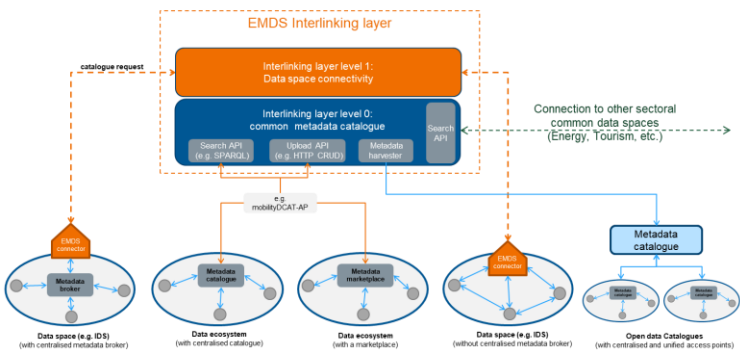 EMDS Interlinking layer
catalogue request
Interlinking layer level 1:
Data space connectivity
Interlinking layer level 0:
common metadata catalogue
Search API
(e.g. SPARQL)
Upload API
(e.g. HTTP CRUD)
Metadata
harvester
Search
API
Connection to other sectoral
common data spaces
(Energy, Tourism, etc.)
e.g.
mobilityDCAT-AP
EMDS
connector
Metadata
broker
Metadata
catalogue
Metadata
marketplace
EMDS
connector
Metadata
catalogue
Metadata
catalogue
Metadata
catalogue
Data space (e.g. IDS)
(with centralised metadata broker)
Data ecosystem
(with centralised catalogue)
Data ecosystem
(with a marketplace)
Data space (e.g. IDS)
(without centralised metadata broker)
Open data Catalogues
(with centralised and unified access points)